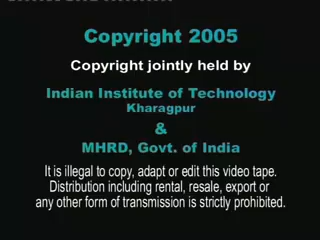 Copyright 2005
Copyright jointly held by
Indian Institute of Technology
Kharagpur
&
MHRD, Govt. of India
It is illegal to copy, adapt or edit this video tape.
Distribution including rental, resale, export or
any other form of transmission is strictly prohibited.